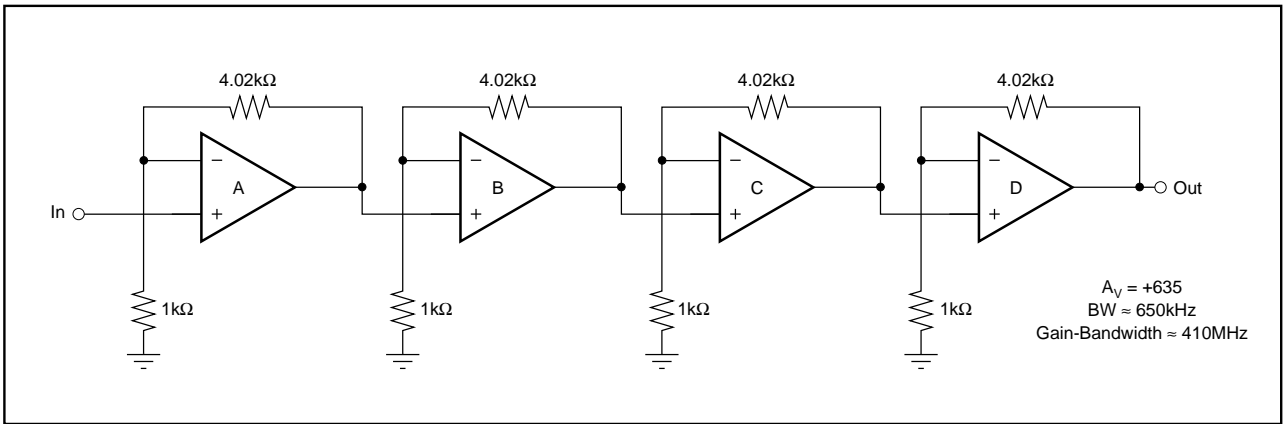 4.02kΩ
4.02kΩ
4.02kΩ
4.02kΩ
−
−
−
−
A
B
C
D
In
Out
+
+
+
+
1kΩ
1kΩ
1kΩ
1kΩ
AV = +635
BW ≈ 650kHz
Gain-Bandwidth ≈ 410MHz